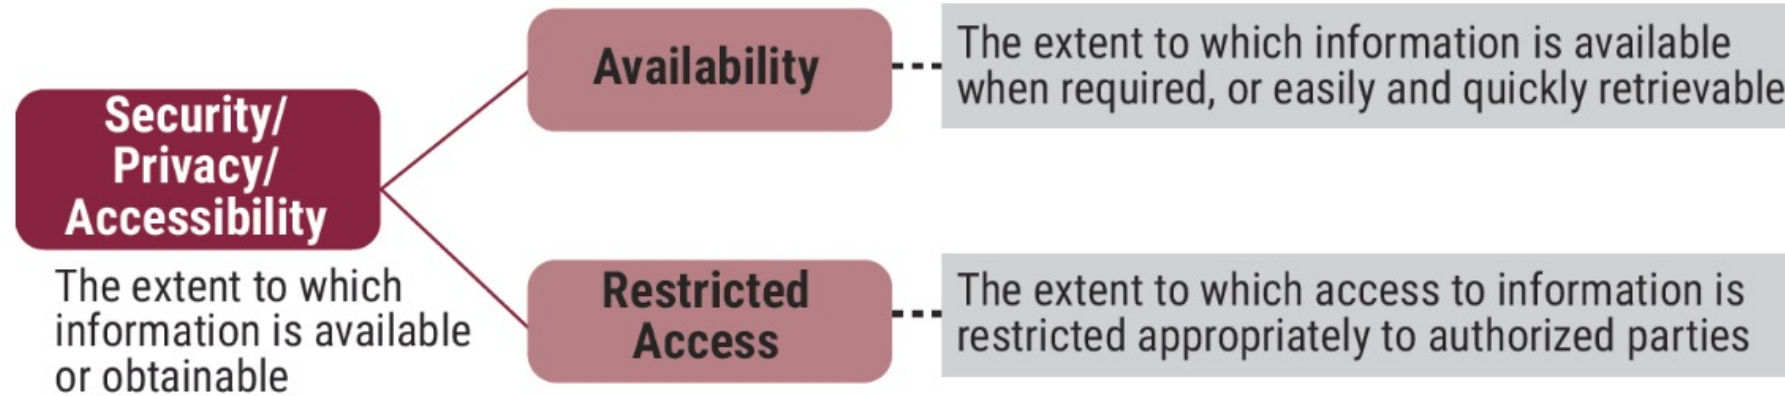 Security/
Privacy/
Accessibility
The extent to which
information is available
or obtainable
Availability
The extent to which information is available
when required, or easily and quickly retrievable
Restricted
Access
The extent to which access to information is
restricted appropriately to authorized parties